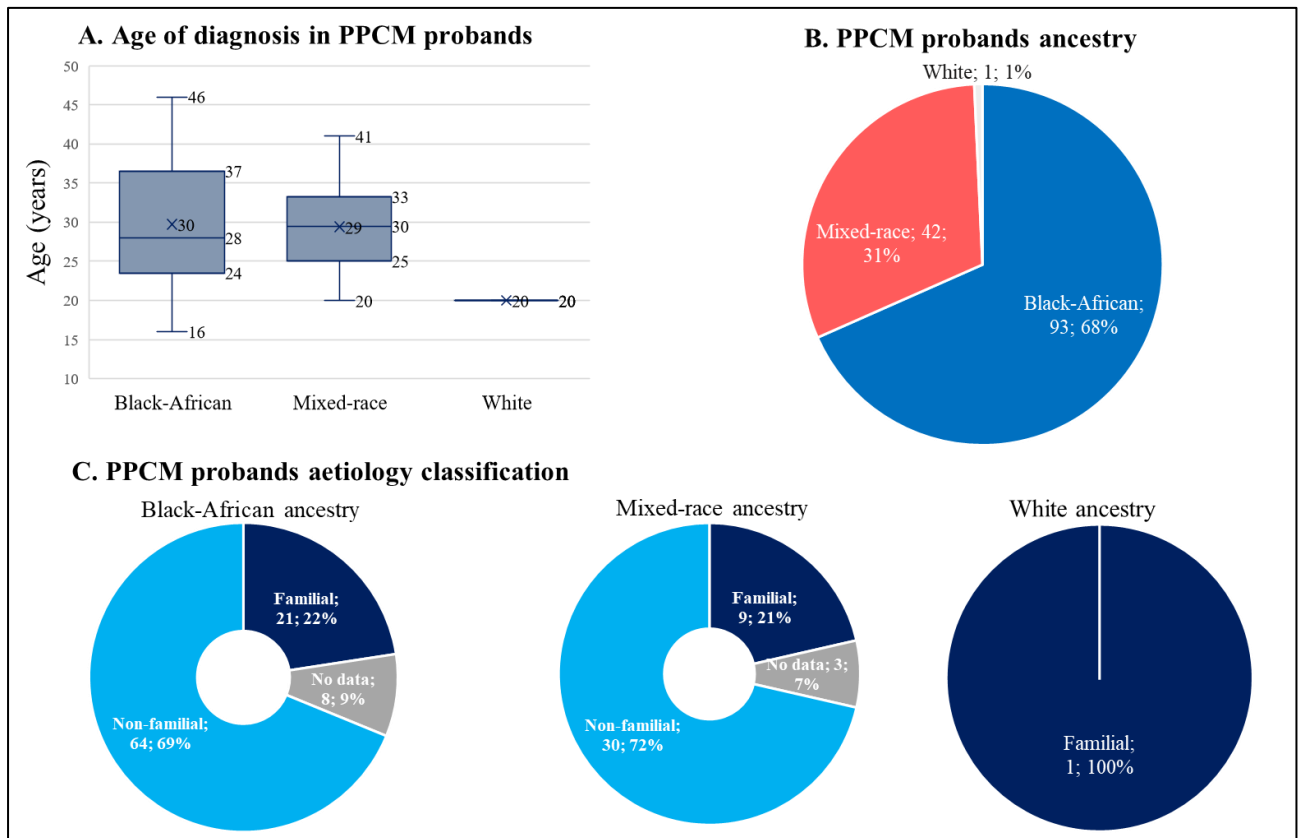 A. Age of diagnosis in PPCM probands
Age (years)
50
45
40
35
30
25
20
15
10
46
37
30
28
24
16
41
33
30
29
25
20
20
20
Black-African
Mixed-race
White
B. PPCM probands ancestry
White; 1; 1%
Mixed-race; 42;
31%
Black-African;
93; 68%
C. PPCM probands aetiology classification
Black-African ancestry
Familial;
21; 22%
No data;
8; 9%
Non-familial;
64; 69%
Mixed-race ancestry
Familial;
9; 21%
No data; 3;
7%
Non-familial;
30; 72%
White ancestry
Familial;
1; 100%